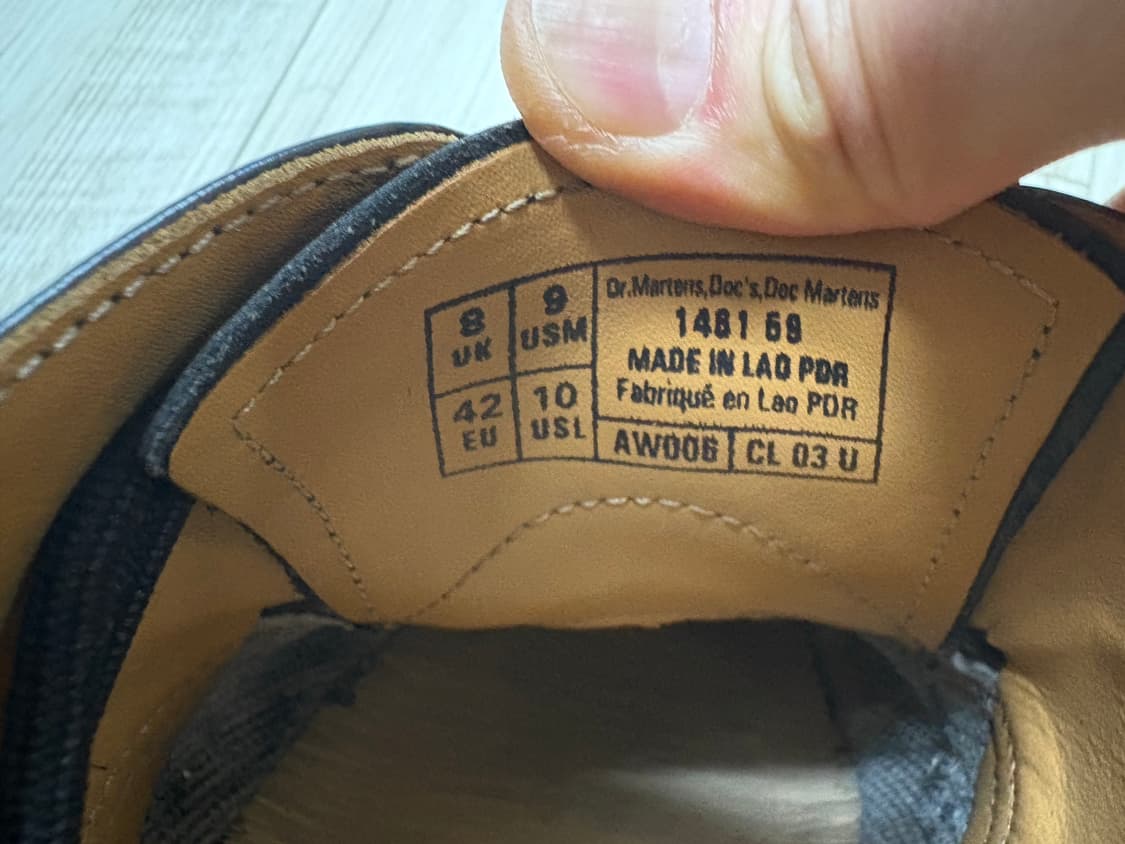 8
UK
9
USM
42
EU
10
USL
Dr.Martens,Doc's,Doc Martens
1461 59
MADE IN LAO PDR
Fabriqué en Lao PDR
AW006
CL 03 U